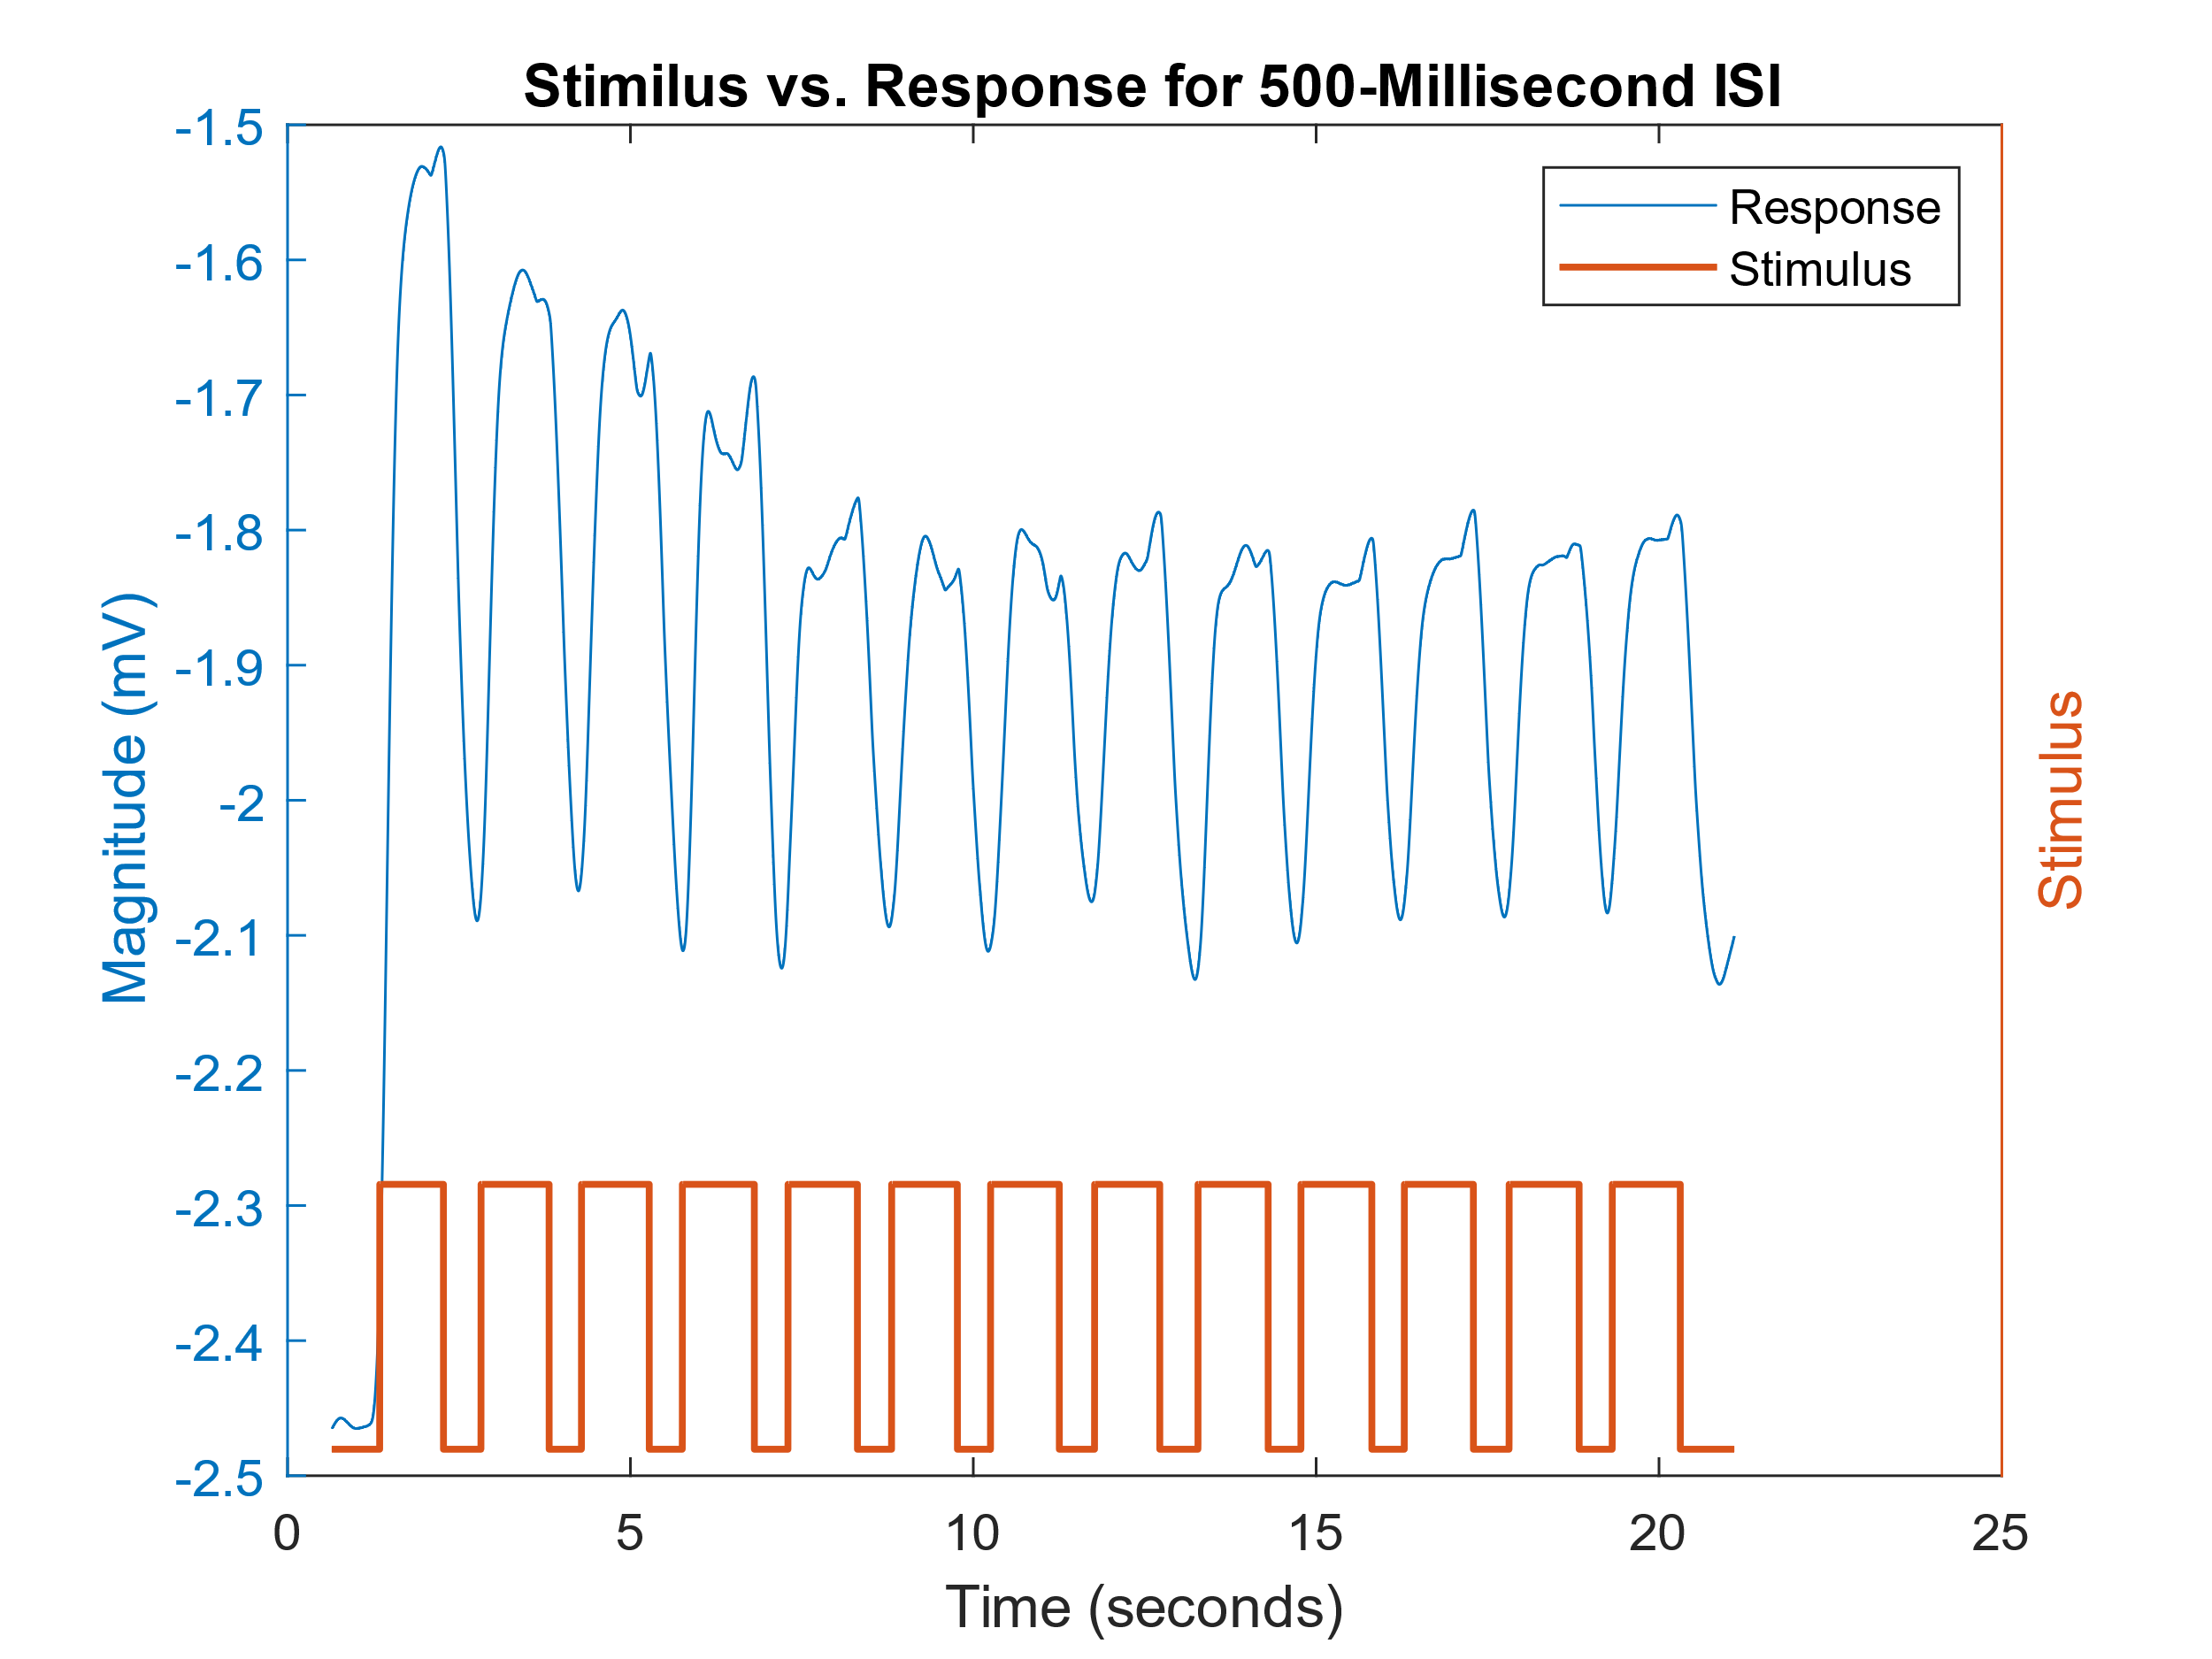 Stimilus vs. Response for 500-Millisecond ISI
Response
Stimulus
Magnitude (mV)
-1.5
-1.6
-1.7
-1.8
-1.9
-2
-2.1
-2.2
-2.3
-2.4
-2.5
Stimulus
0 5 10 15 20 25
Time (seconds)